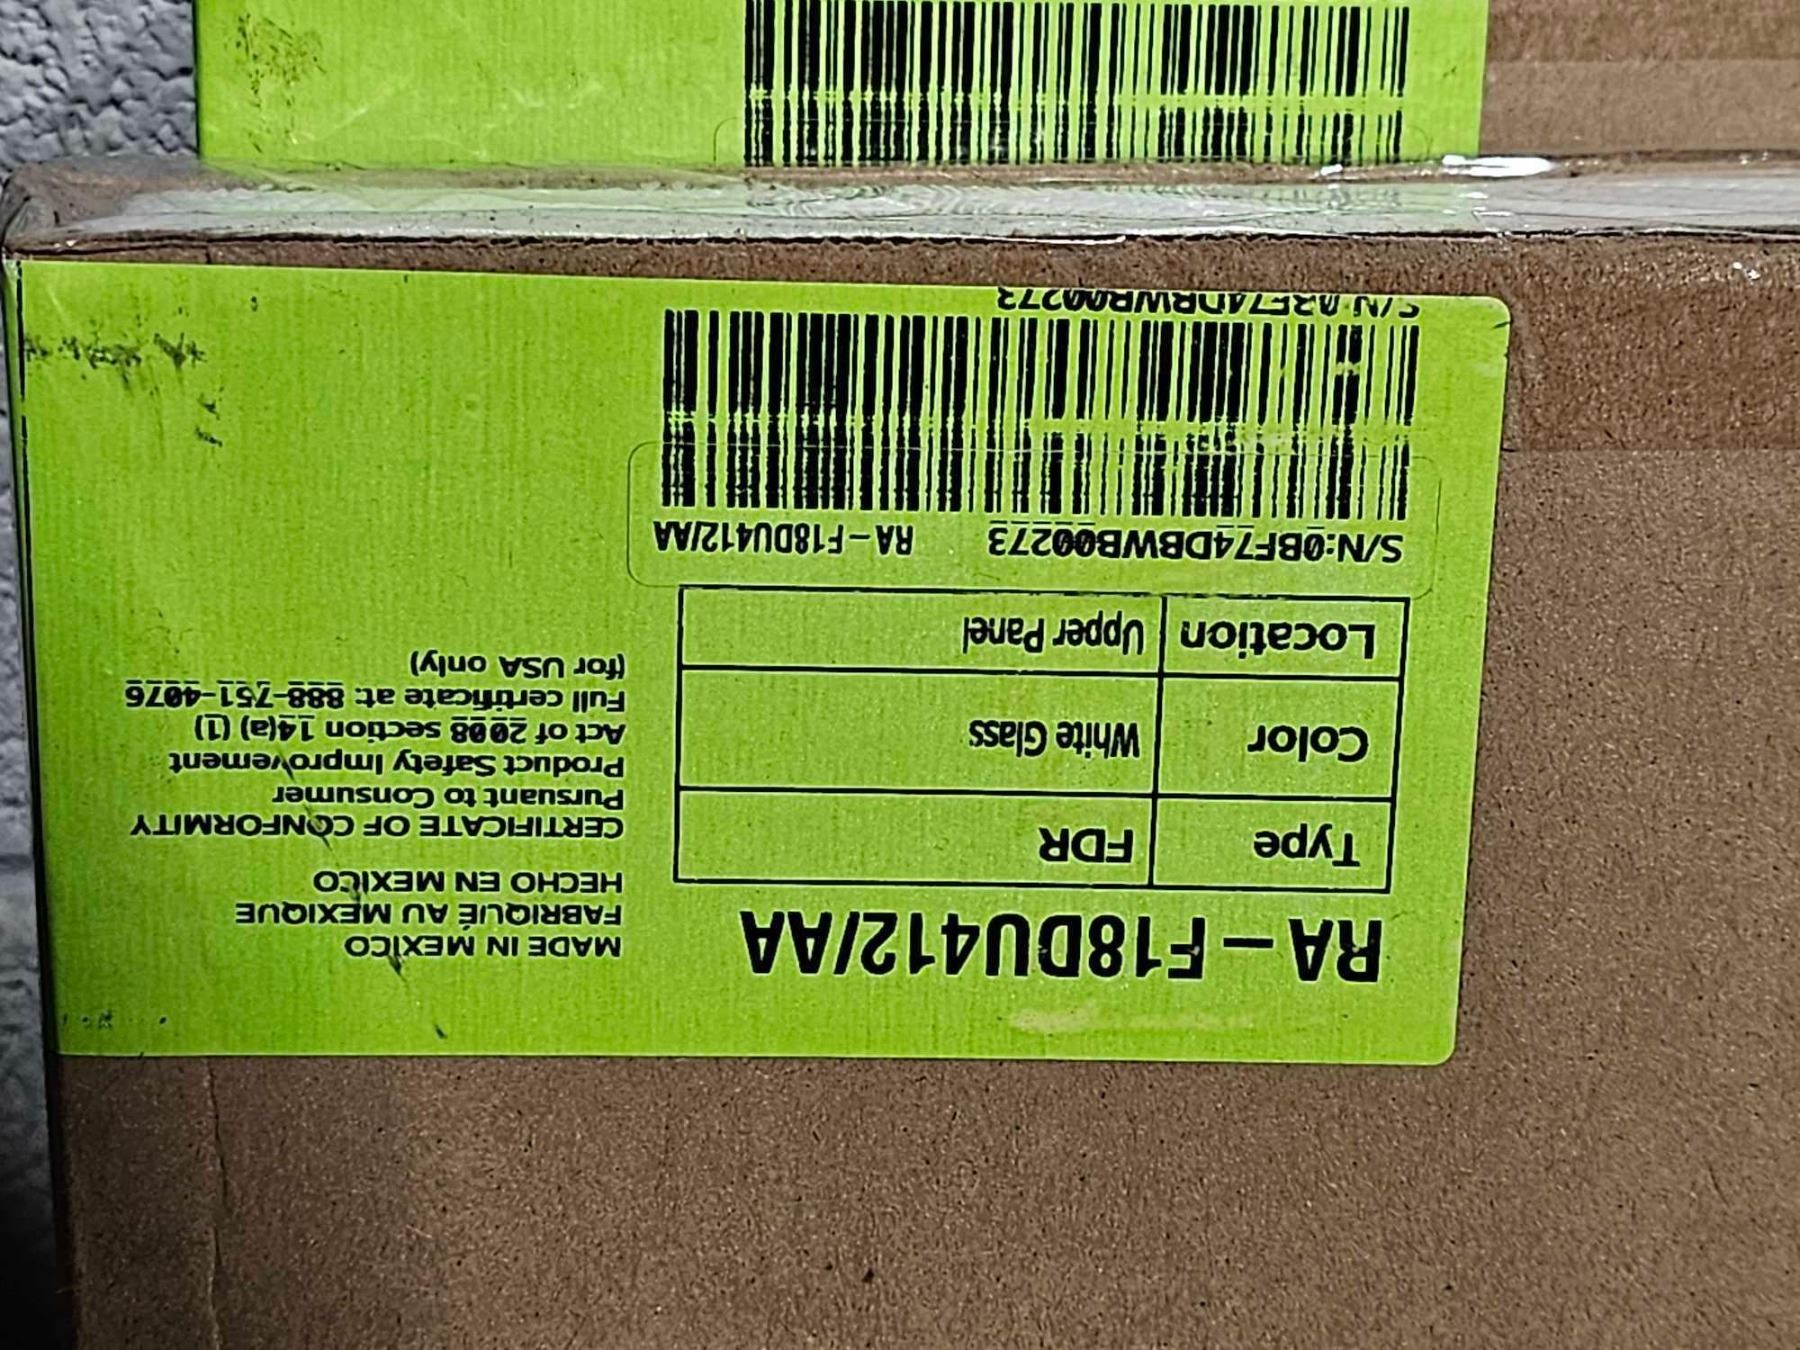 RA-F18DU412/AA
Type FDR
Color White Glass
Location Upper Panel
S/N:0BF74DBWB00273 RA-F18DU412/AA
MADE IN MEXICO
FABRIQUÉ AU MEXIQUE
HECHO EN MEXICO
CERTIFICATE OF CONFORMITY
Pursuant to Consumer
Product Safety Improvement
Act of 2008 section 14(a) (1)
Full certificate at: 888-751-4076
(for USA only)